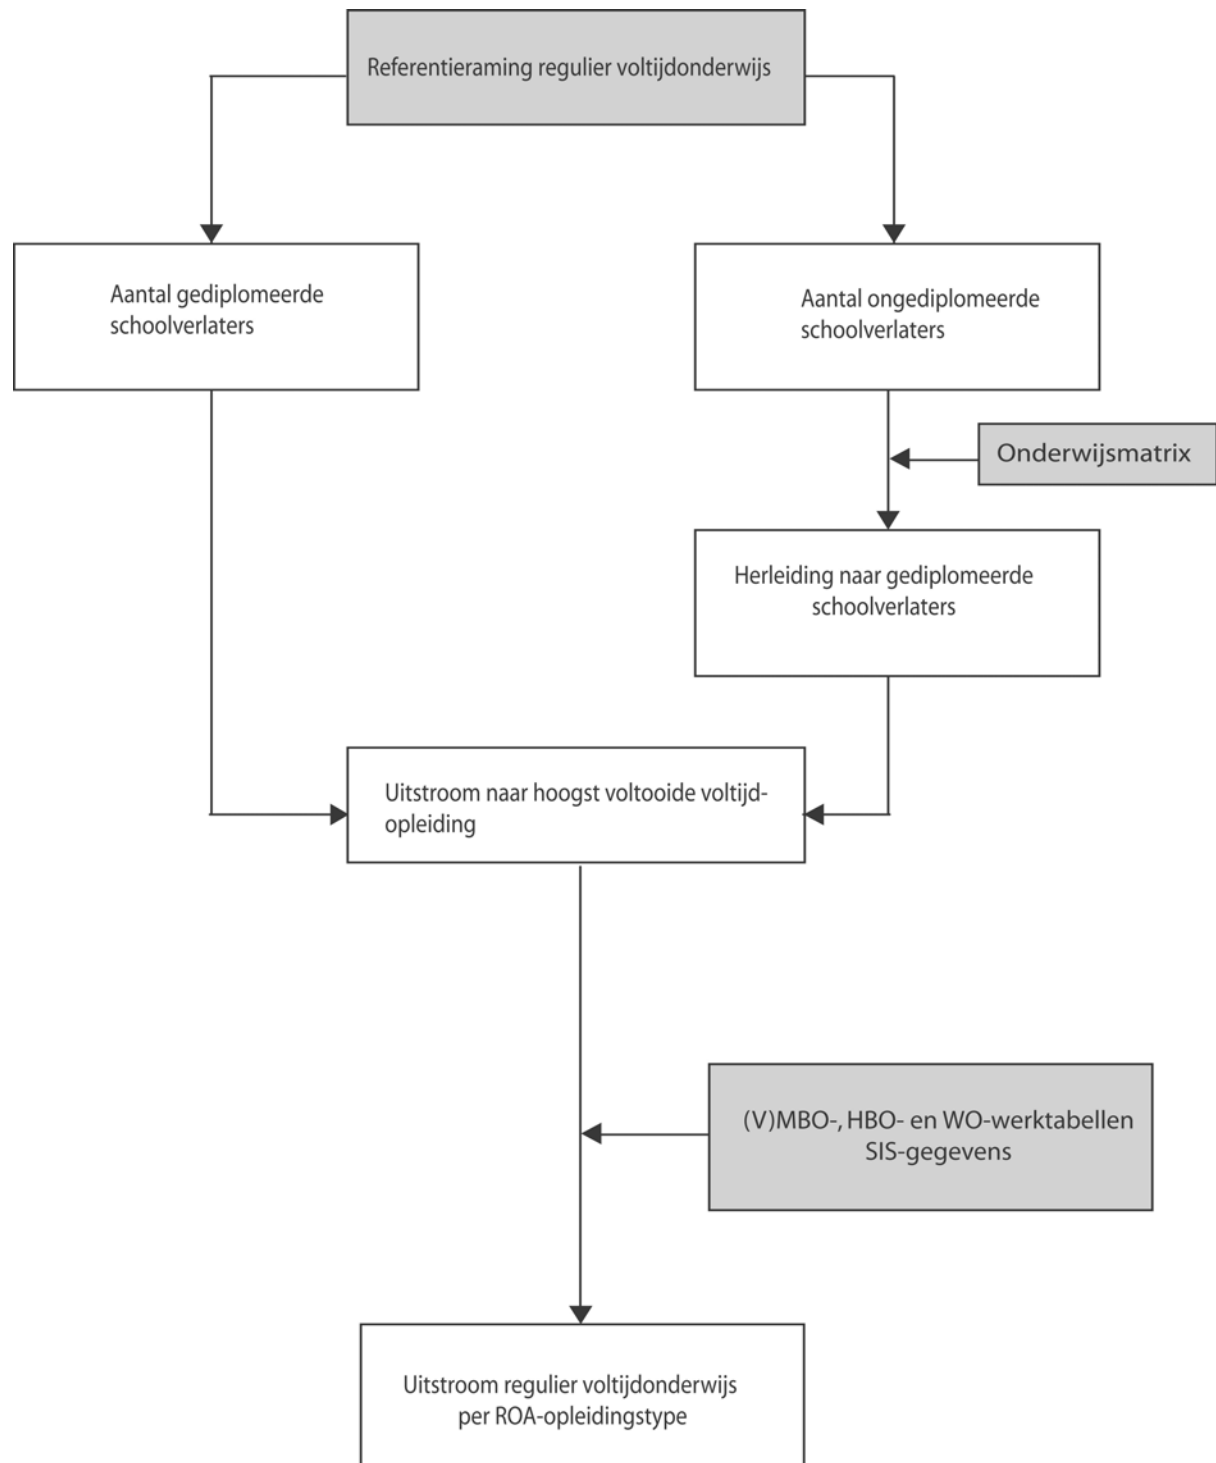 Referentieraming regulier voltijdonderwijs
Aantal gediplomeerde
schoolverlaters
Aantal ongediplomeerde
schoolverlaters
Onderwijsmatrix
Herleiding naar gediplomeerde
schoolverlaters
Uitstroom naar hoogst voltooide voltijd-
opleiding
(V)MBO-, HBO- en WO-werktabellen
SIS-gegevens
Uitstroom regulier voltijdonderwijs
per ROA-opleidingstype